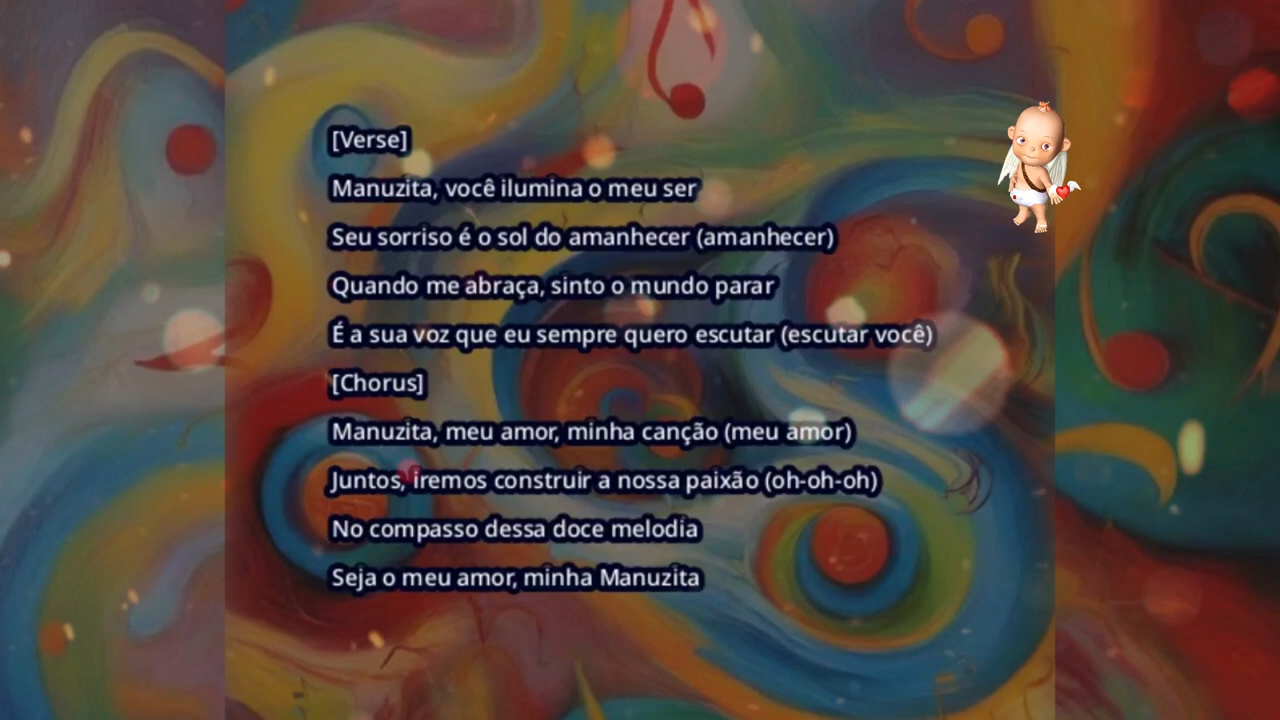 [Verse]
Manuzita, você ilumina o meu ser
Seu sorriso é o sol do amanhecer (amanhecer)
Quando me abraça, sinto o mundo parar
É a sua voz que eu sempre quero escutar (escutar você)
[Chorus]
Manuzita, meu amor, minha canção (meu amor)
Juntos, iremos construir a nossa paixão (oh-oh-oh)
No compasso dessa doce melodia
Seja o meu amor, minha Manuzita